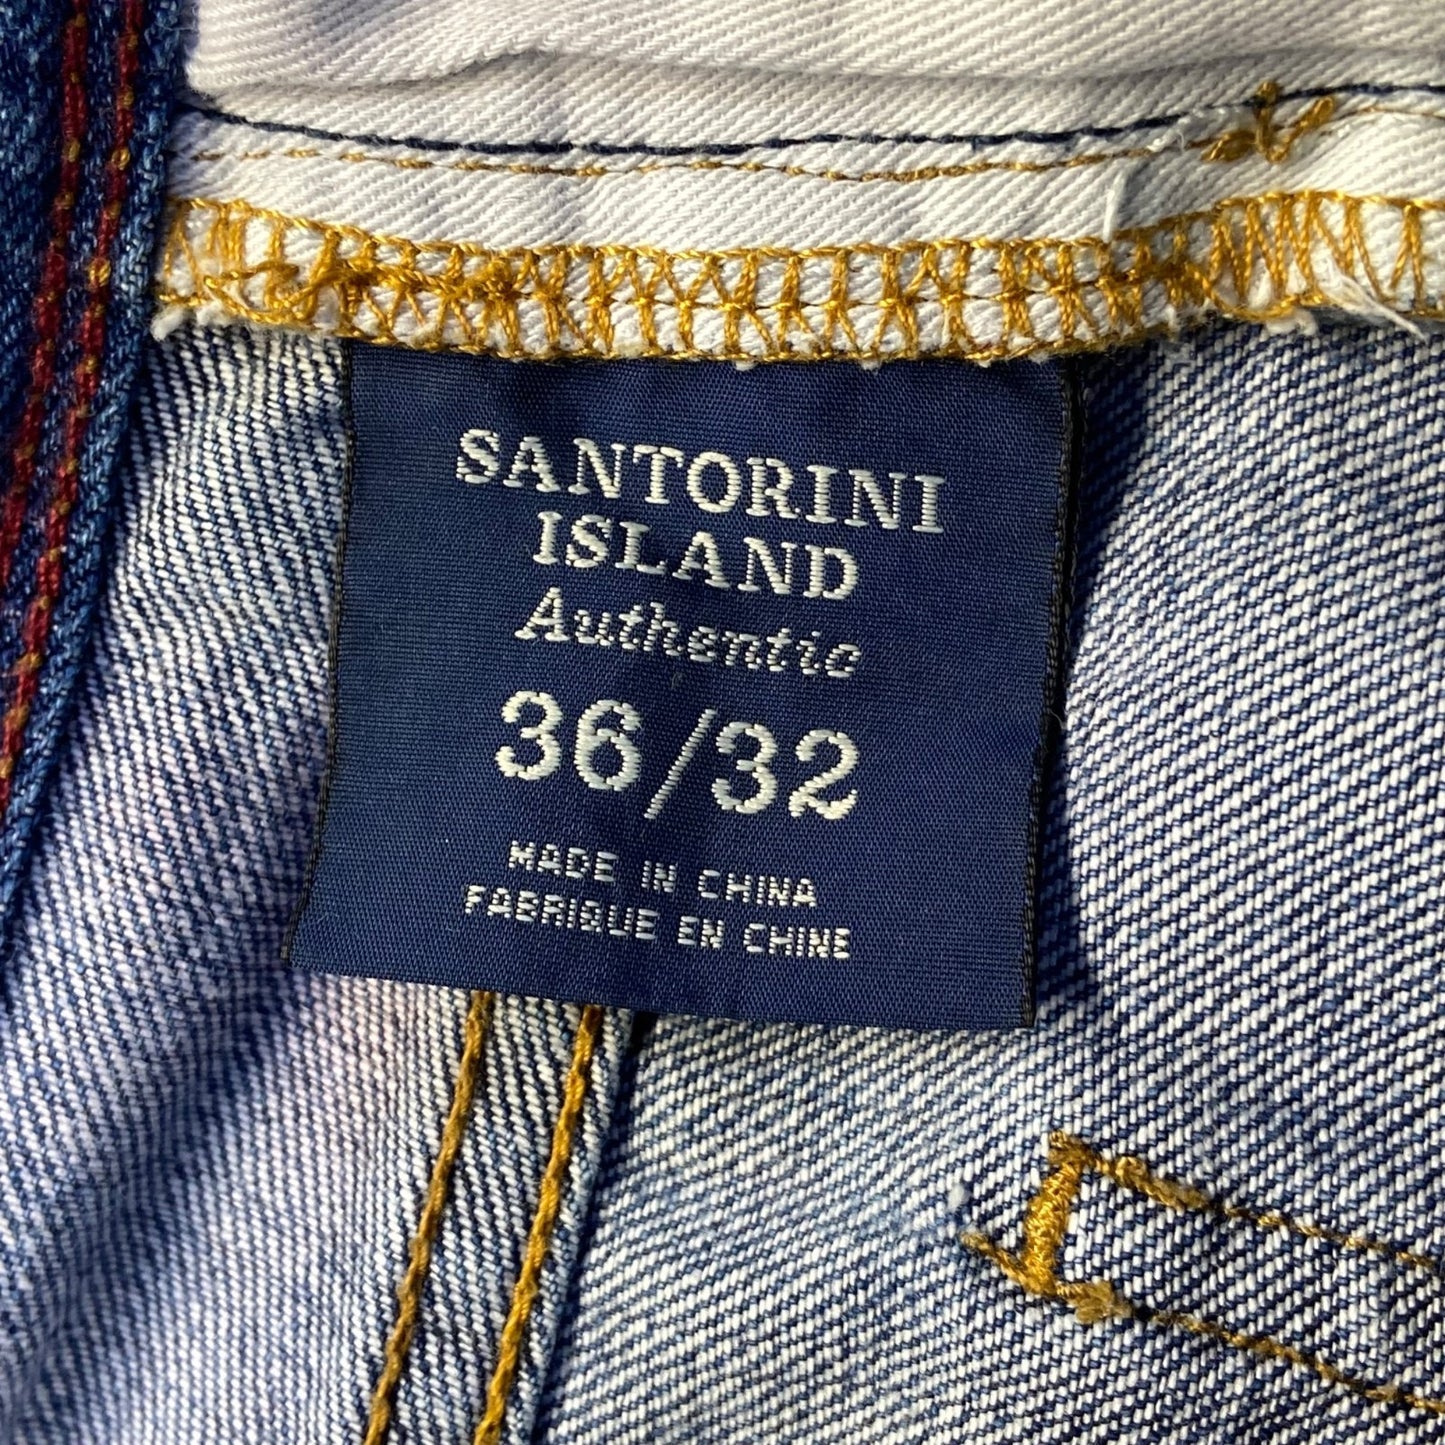 SANTORINI
ISLAND
Authentic
36/32
MADE IN CHINA
FABRIQUE EN CHINE